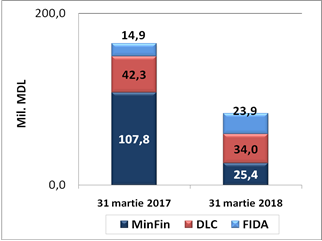 200,0
14,9
42,3
107,8
23,9
34,0
25,4
0,0
Mil. MDL
31 martie 2017 31 martie 2018
MinFin DLC FIDA